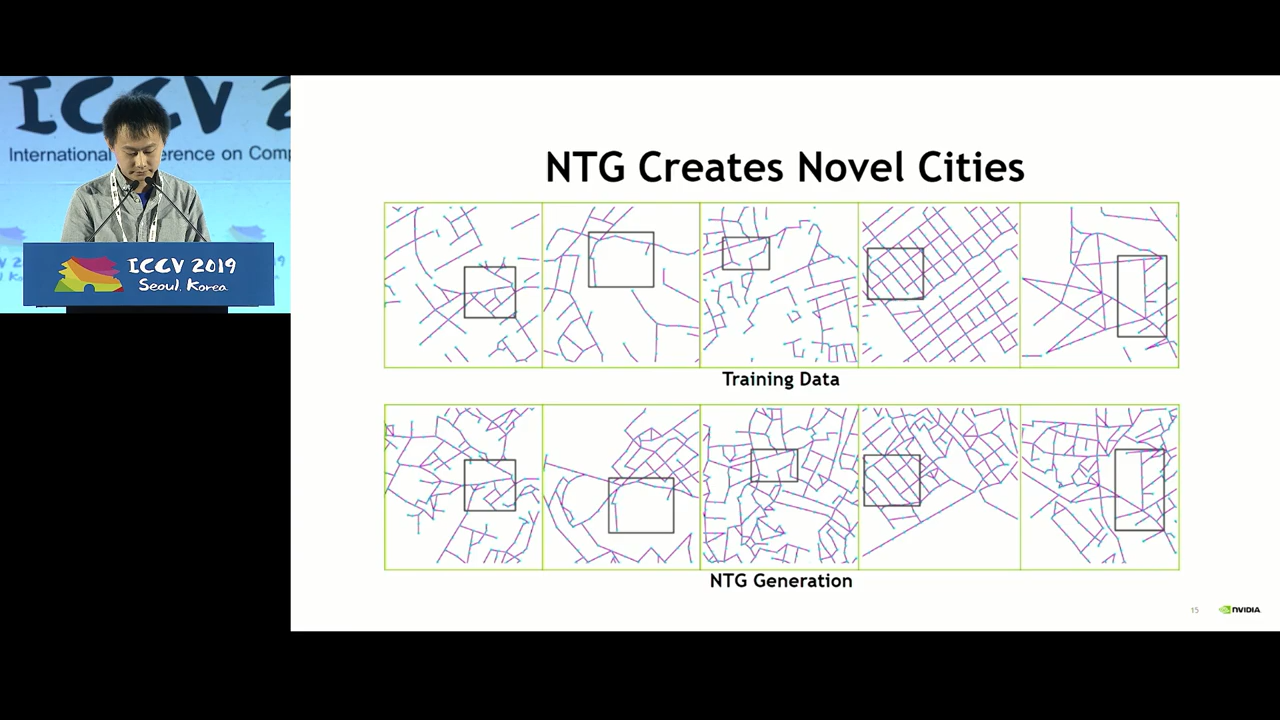 ICCV 2
International
erence on Comp
ICCV 2019
Seoul, Korea
NTG Creates Novel Cities
Training Data
NTG Generation
15
NVIDIA